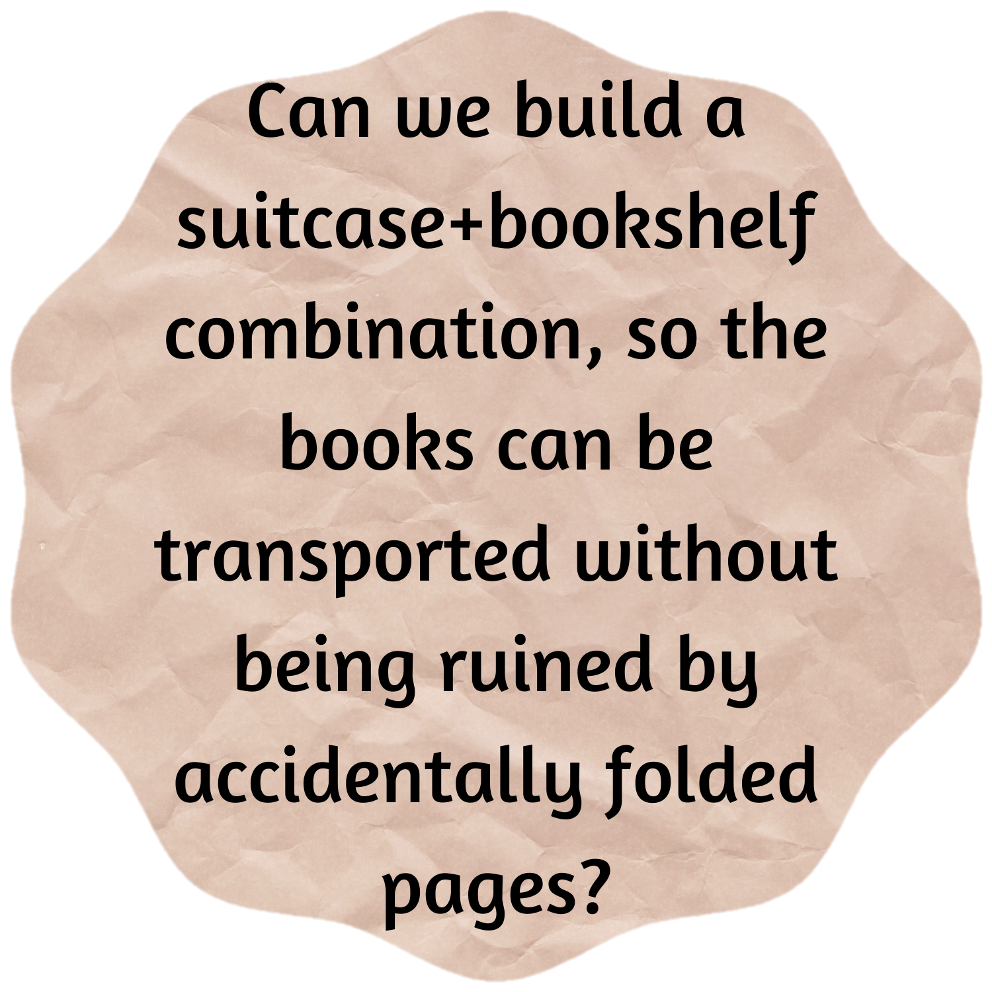 Can we build a
suitcase+bookshelf
combination, so the
books can be
transported without
being ruined by
accidentally folded
pages?